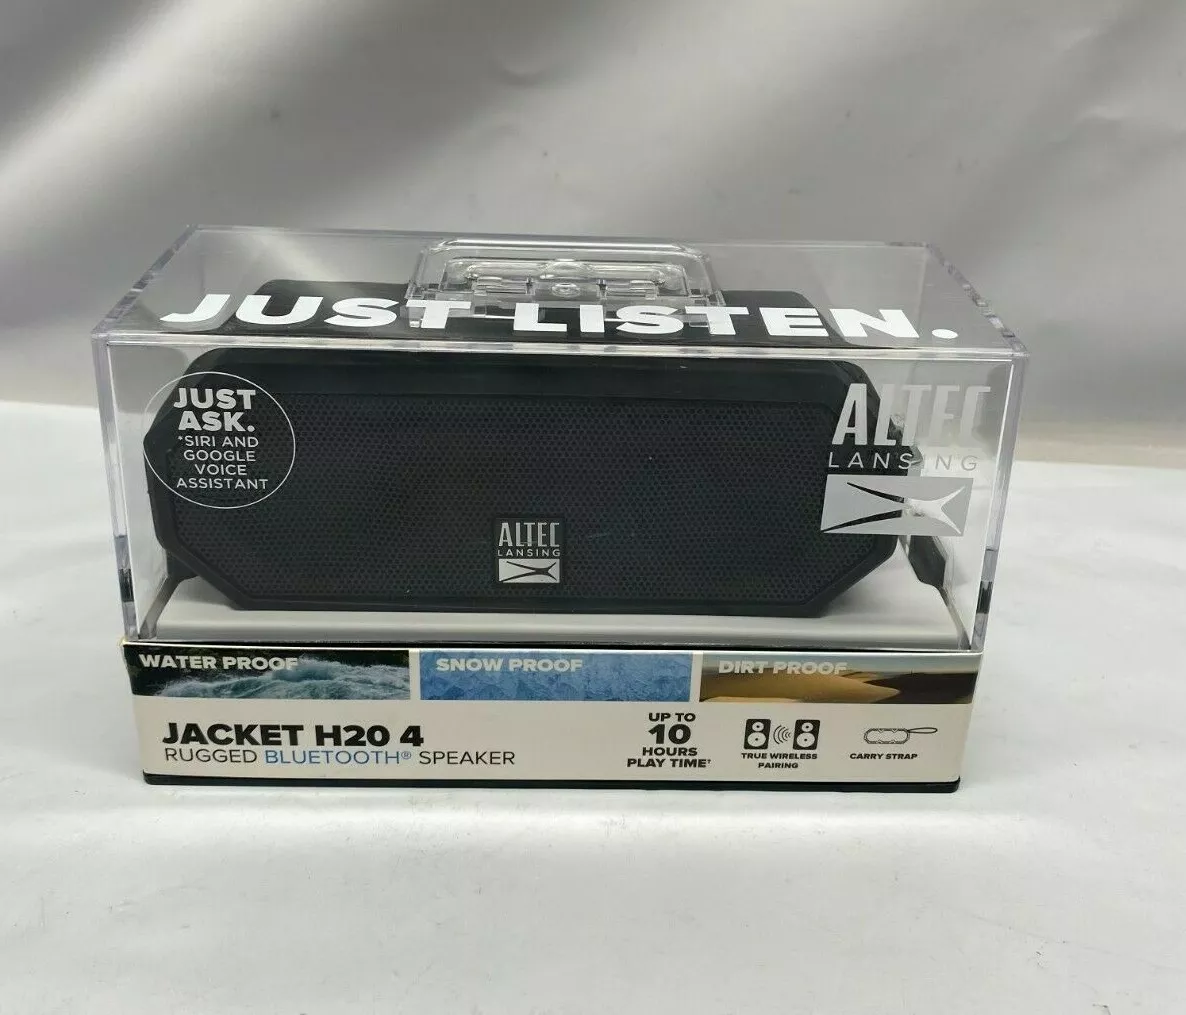 JUST LISTEN.
JUST
ASK.
*SIRI AND
GOOGLE
VOICE
ASSISTANT
ALTEC
LANSING
ALTEC
LANSING
WATER PROOF
SNOW PROOF
DIRT PROOF
JACKET H20 4
RUGGED BLUETOOTH® SPEAKER
UP TO
10
HOURS
PLAY TIME†
TRUE WIRELESS
PAIRING
CARRY STRAP